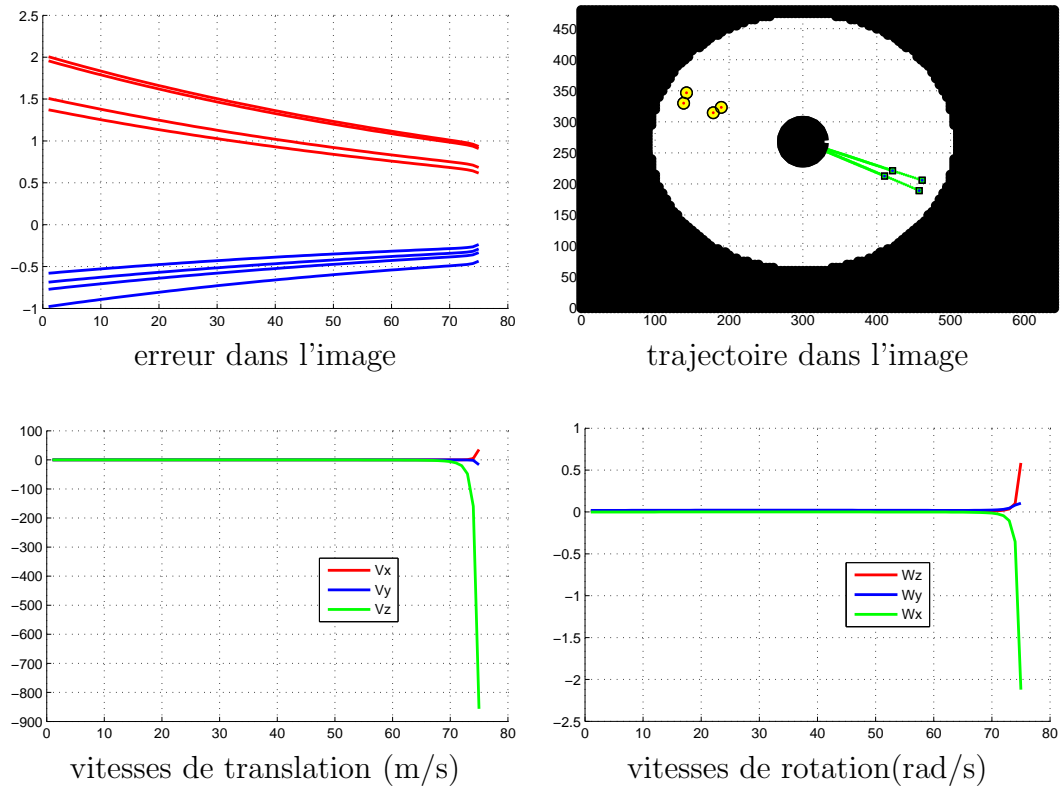 2.5
2
1.5
1
0.5
0
−0.5
−1
0 10 20 30 40 50 60 70 80
erreur dans l'image
450
400
350
300
250
200
150
100
50
0
0 100 200 300 400 500 600
trajectoire dans l'image
100
0
−100
−200
−300
−400
−500
−600
−700
−800
−900
Vx
Vy
Vz
0 10 20 30 40 50 60 70 80
vitesses de translation (m/s)
1
0.5
0
−0.5
−1
−1.5
−2
−2.5
Wz
Wy
Wx
0 10 20 30 40 50 60 70 80
vitesses de rotation(rad/s)